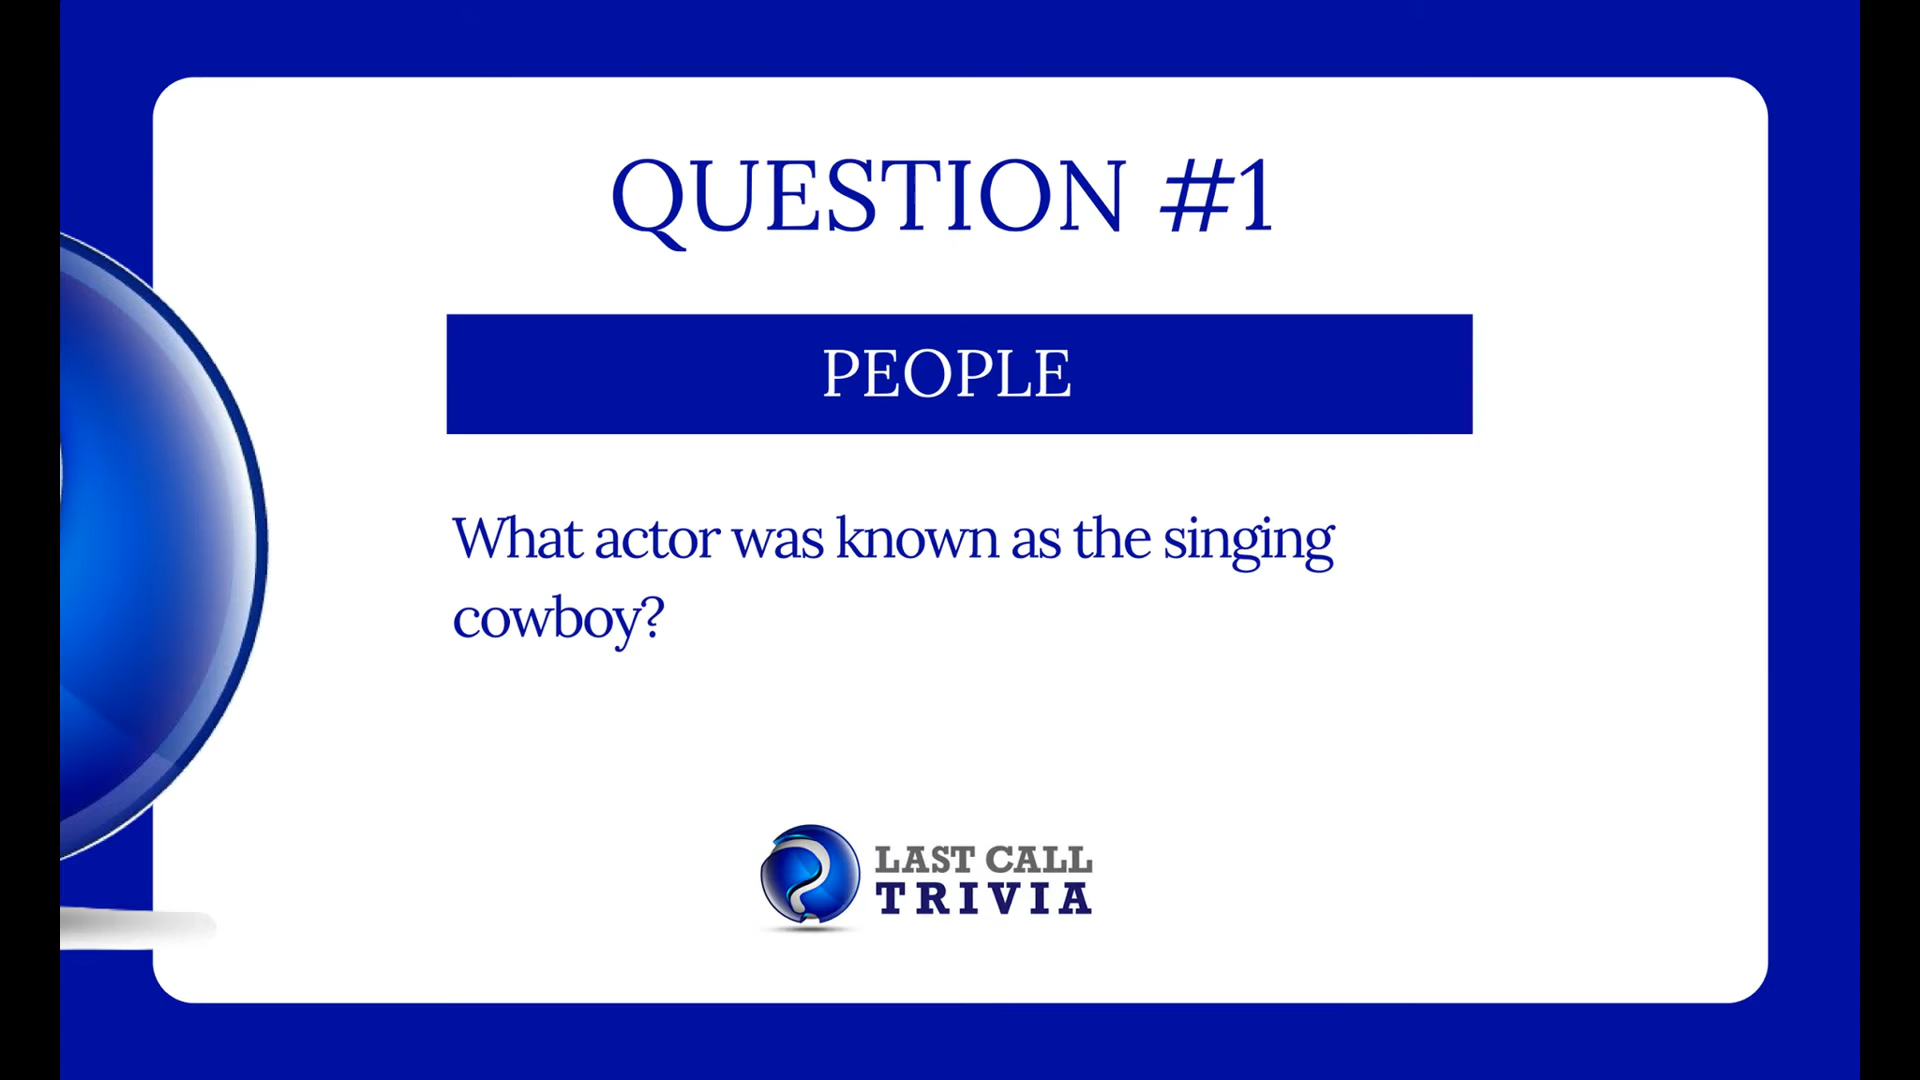 QUESTION #1
PEOPLE
What actor was known as the singing
cowboy?
LAST CALL
TRIVIA